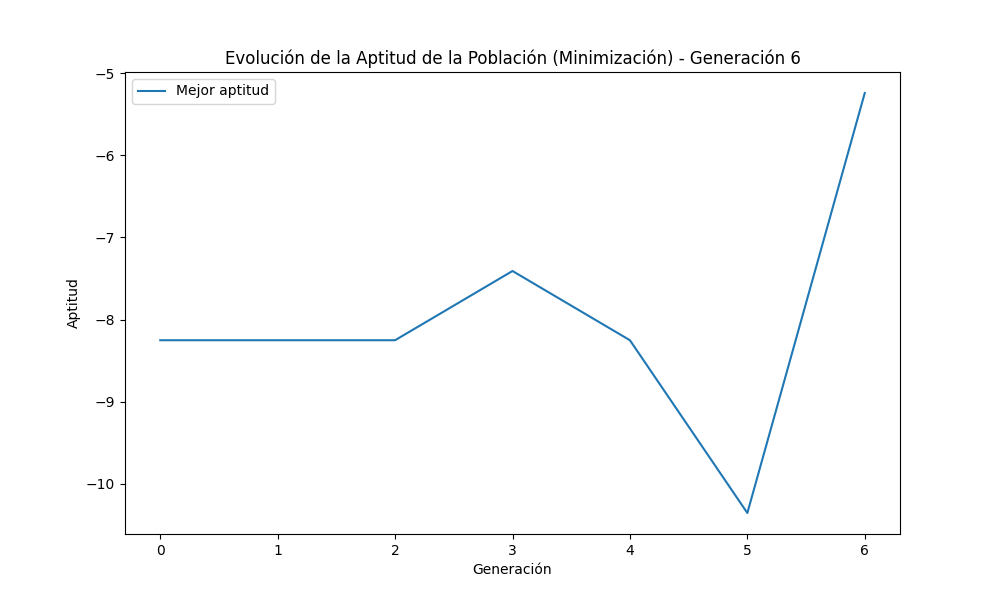 Evolución de la Aptitud de la Población (Minimización) - Generación 6
Mejor aptitud
Aptitud
−5
−6
−7
−8
−9
−10
0 1 2 3 4 5 6
Generación